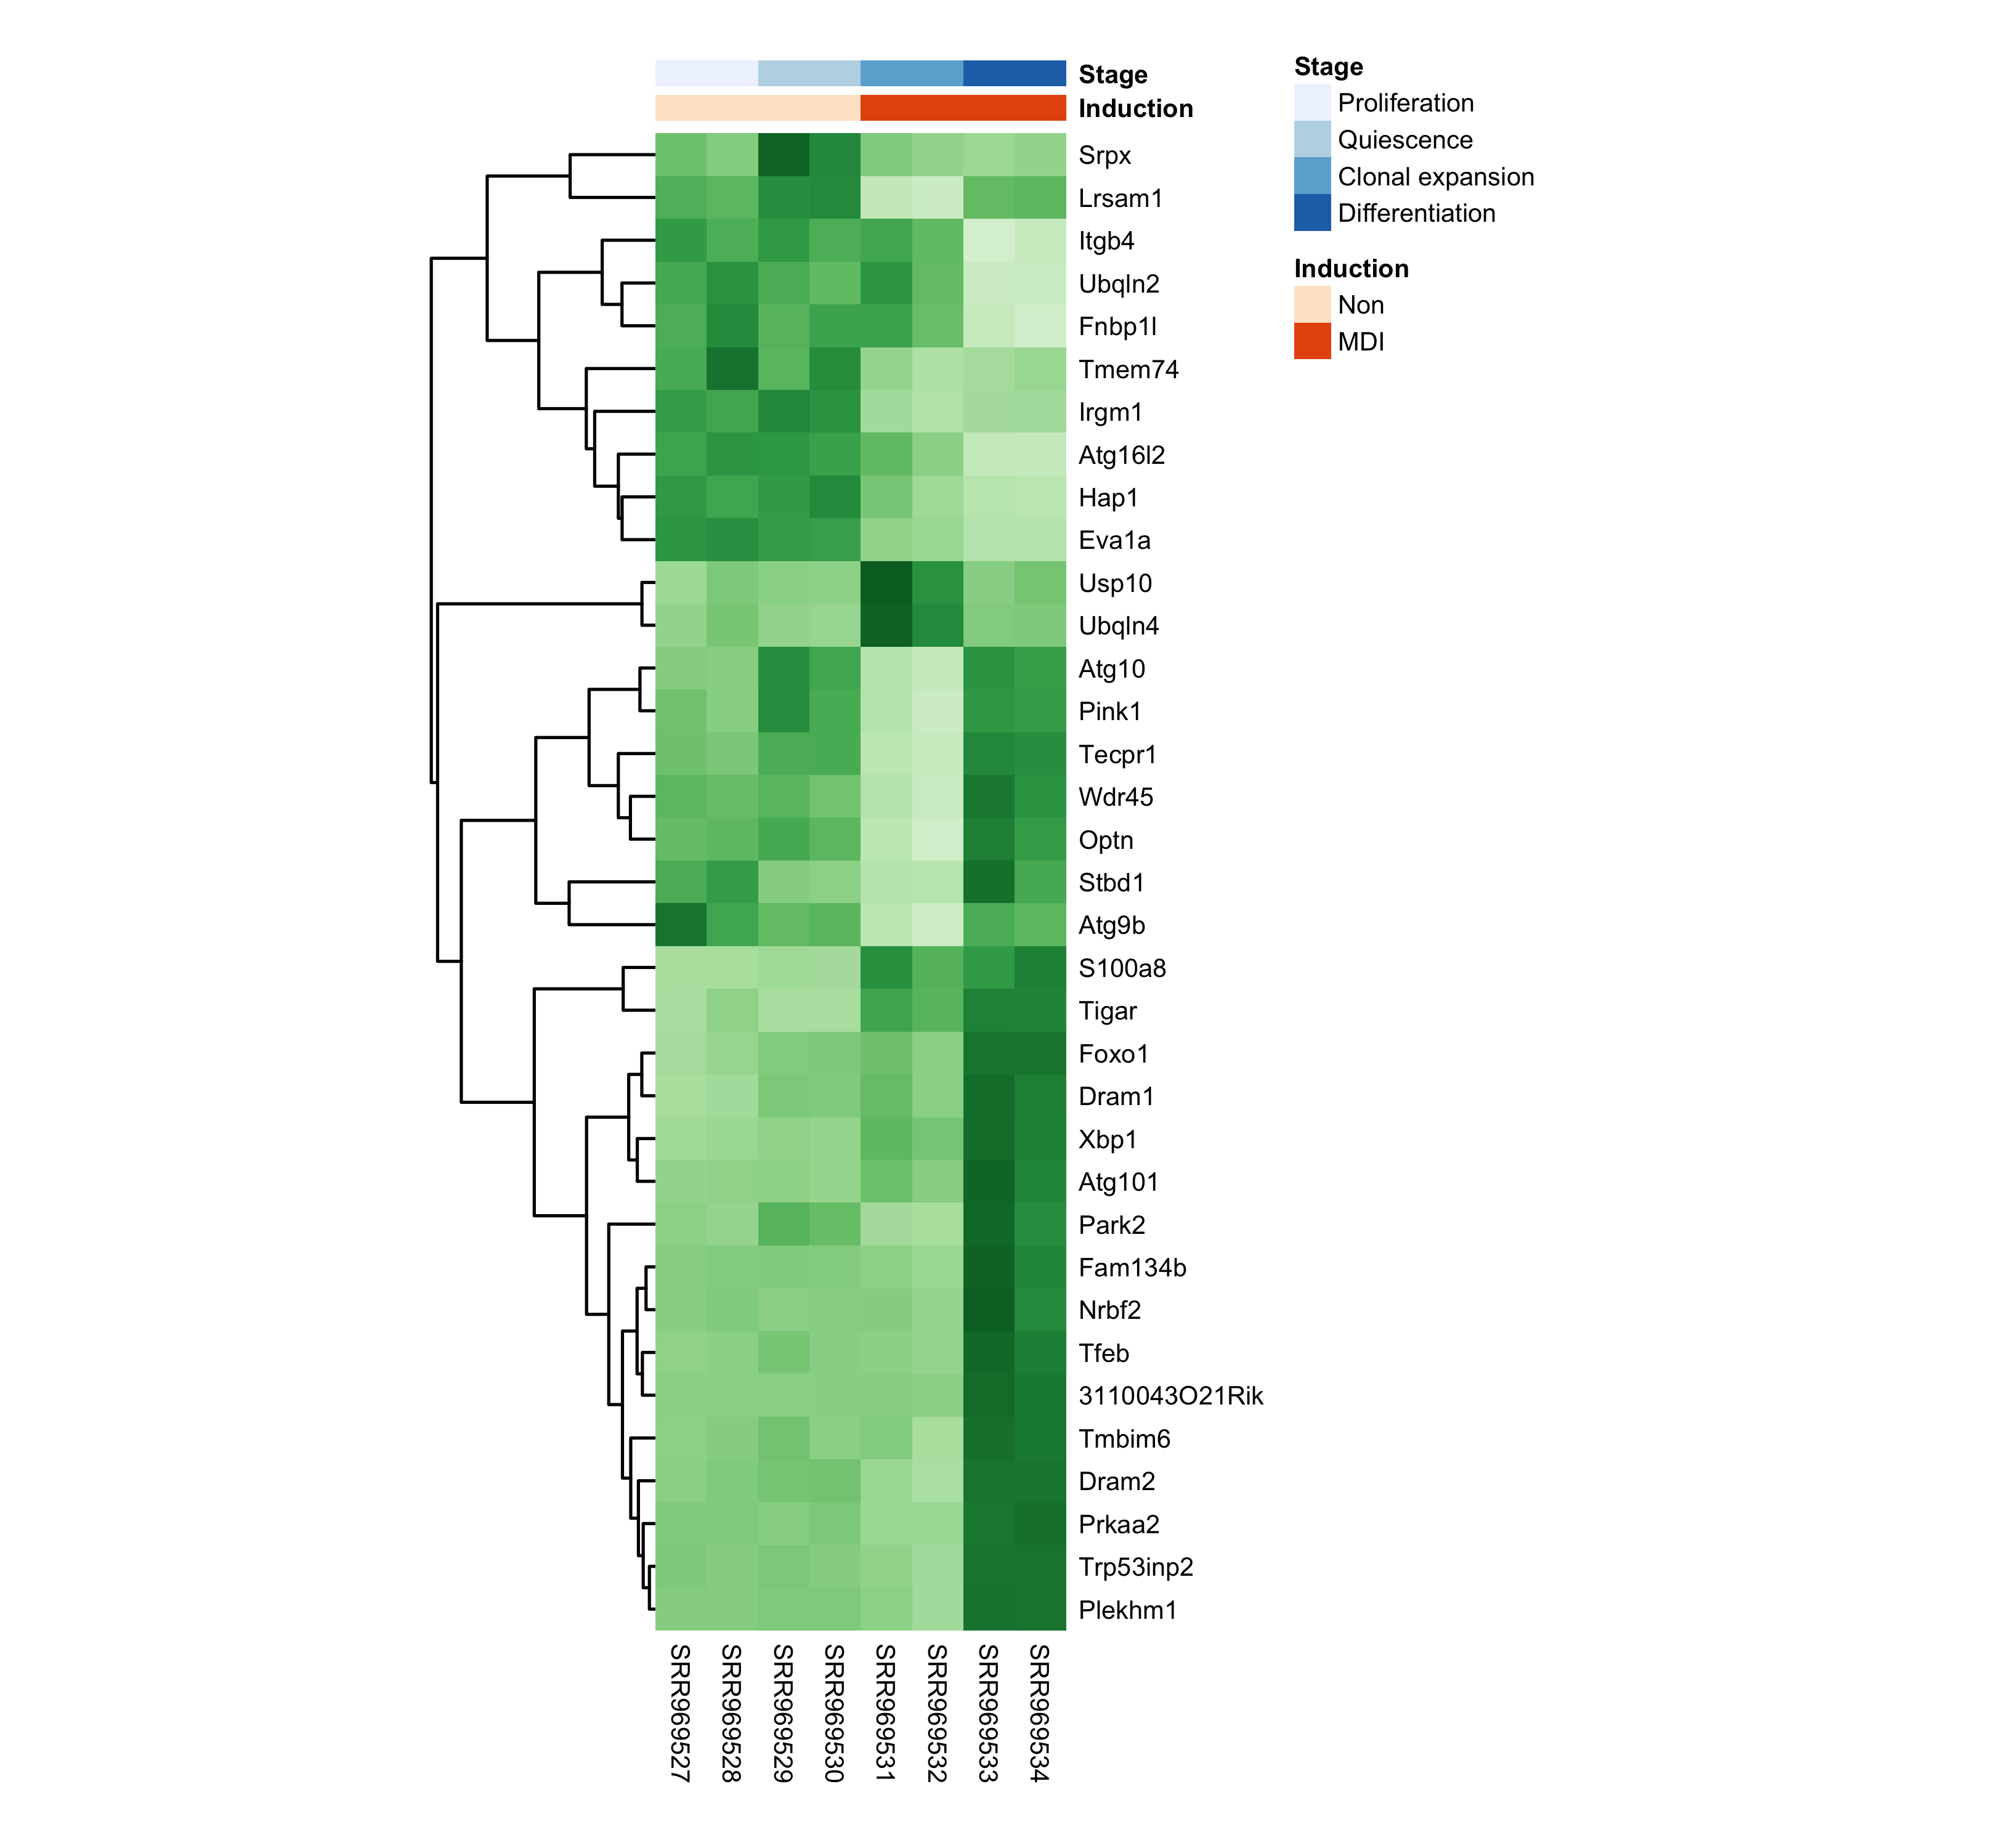 Stage
Induction
Srpx
Lrsam1
Itgb4
Ubqln2
Fnbp1l
Tmem74
Irgm1
Atg16l2
Hap1
Eva1a
Usp10
Ubqln4
Atg10
Pink1
Tecpr1
Wdr45
Optn
Stbd1
Atg9b
S100a8
Tigar
Foxo1
Dram1
Xbp1
Atg101
Park2
Fam134b
Nrbf2
Tfeb
3110043O21Rik
Tmbim6
Dram2
Prkaa2
Trp53inp2
Plekhm1
SRR969527
SRR969528
SRR969529
SRR969530
SRR969531
SRR969532
SRR969533
SRR969534
Stage
Proliferation
Quiescence
Clonal expansion
Differentiation
Induction
Non
MDI